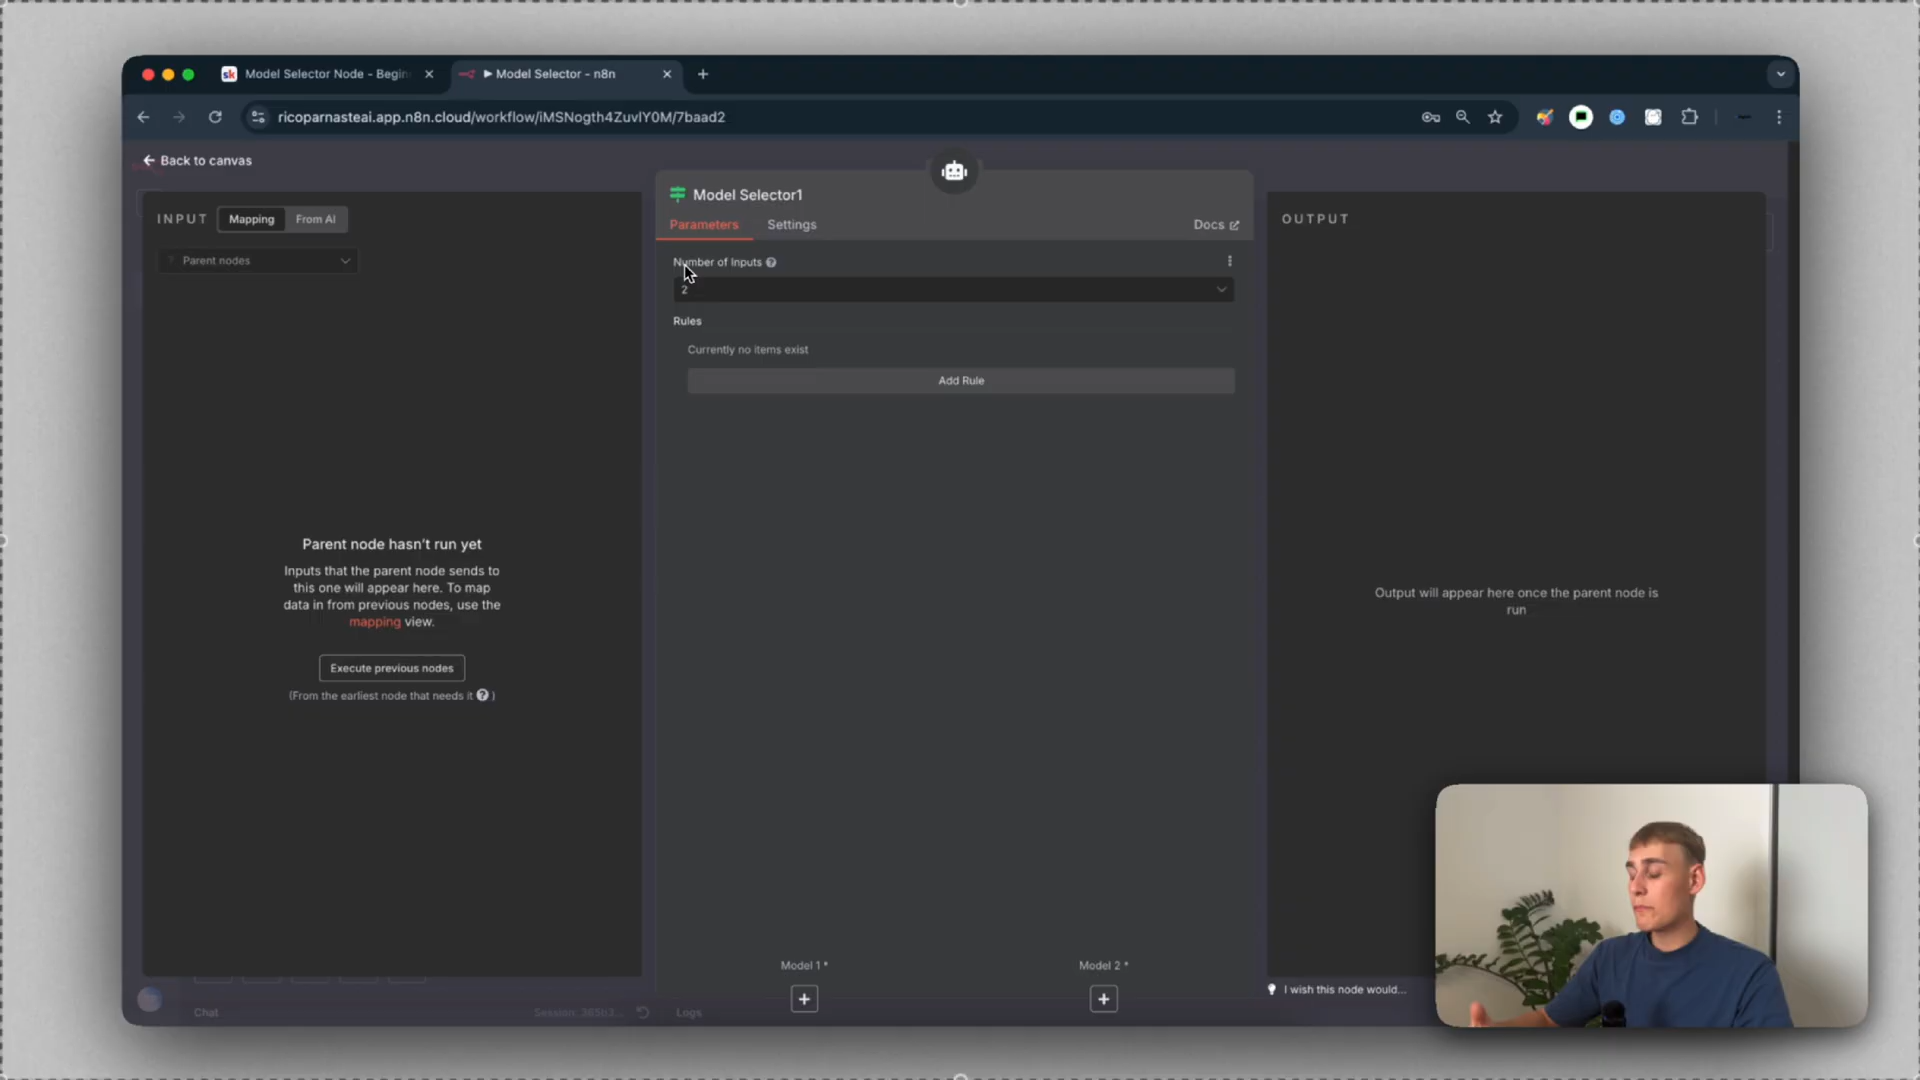 sk Model Selector Node - Begin
Model Selector - n8n
ricoparnasteai.app.n8n.cloud/workflow/iMSNogth4ZuvlY0M/7baad2
Back to canvas
INPUT
Mapping
From AI
? Parent nodes
Parent node hasn't run yet
Inputs that the parent node sends to
this one will appear here. To map
data in from previous nodes, use the
mapping view.
Execute previous nodes
(From the earliest node that needs it ? )
Model Selector1
Parameters
Settings
Docs
Number of Inputs ?
2
Rules
Currently no items exist
Add Rule
Model 1 *
Model 2 *
OUTPUT
Output will appear here once the parent node is
run
I wish this node would...
Chat
Logs